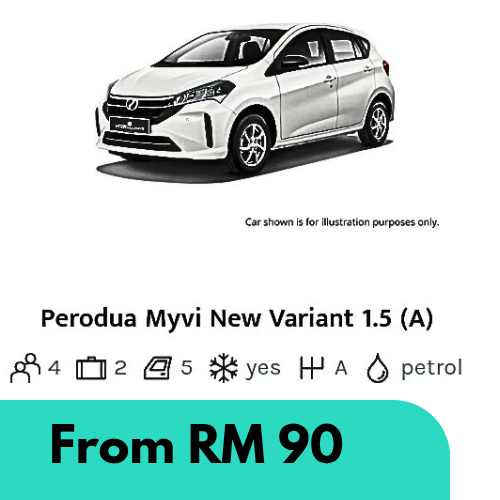 Car shown is for illustration purposes only.
Perodua Myvi New Variant 1.5 (A)
4 2 5 yes A petrol
From RM 90